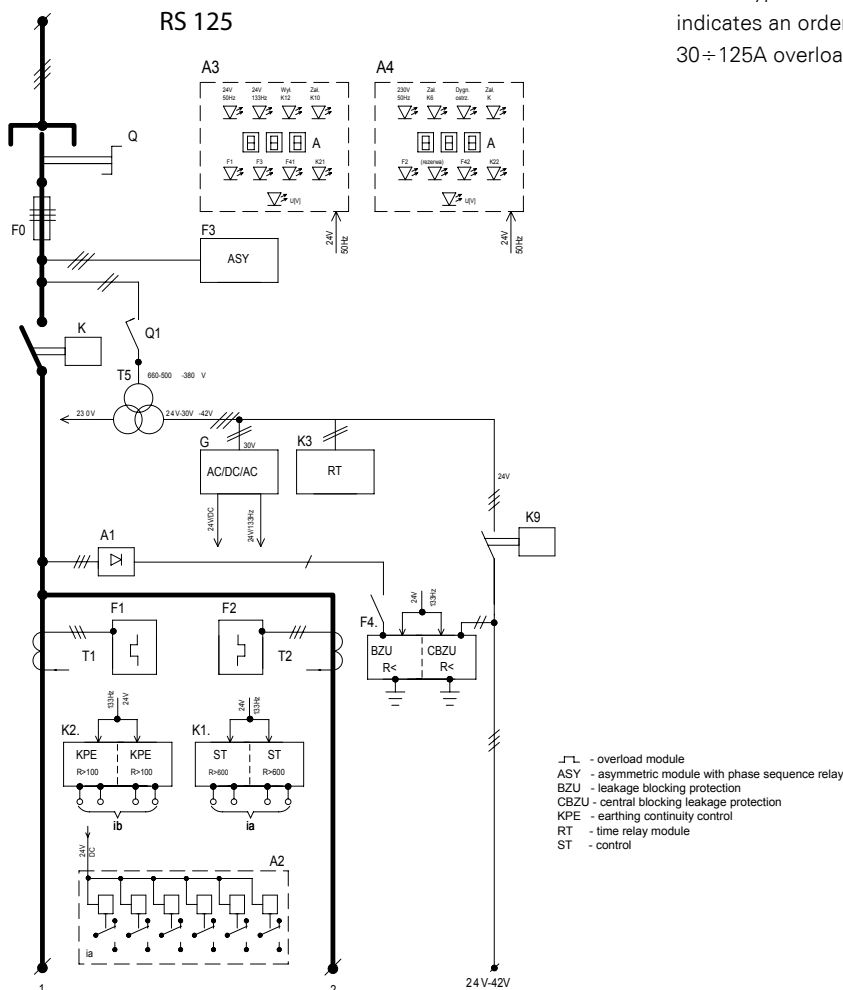 RS 125
indicates an order
30÷125A overloa
A3
A4
24V 50Hz
24V 133Hz
Wył. K12
Zał. K10
230V 50Hz
Zał. K6
Dygn. ostrz.
Zał. K
A
A
F1 F3 F41 K21
F2 (rezerwa) F42 K22
U[V]
U[V]
24V 50Hz
24V 50Hz
Q
F0
F3
ASY
K
Q1
T5
660-500 -380 V
23 0V
24 V-30V -42V
G
30V
K3
AC/DC/AC
RT
24V
24V/DC
24V/133Hz
K9
A1
F1
F2
24V
133Hz
F4.
T1
T2
BZU
CBZU
R<
R<
133Hz
24V
24V
133Hz
K2.
K1.
KPE
KPE
ST
ST
R>100
R>100
R>600
R>600
ib
ia
24V
DC
A2
ia
1
2
24 V-42V
- overload module
ASY - asymmetric module with phase sequence relay
BZU - leakage blocking protection
CBZU - central blocking leakage protection
KPE - earthing continuity control
RT - time relay module
ST - control